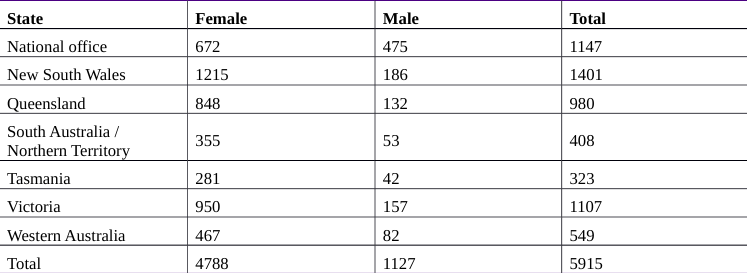 State Female Male Total
National office 672 475 1147
New South Wales 1215 186 1401
Queensland 848 132 980
South Australia /
Northern Territory 355 53 408
Tasmania 281 42 323
Victoria 950 157 1107
Western Australia 467 82 549
Total 4788 1127 5915